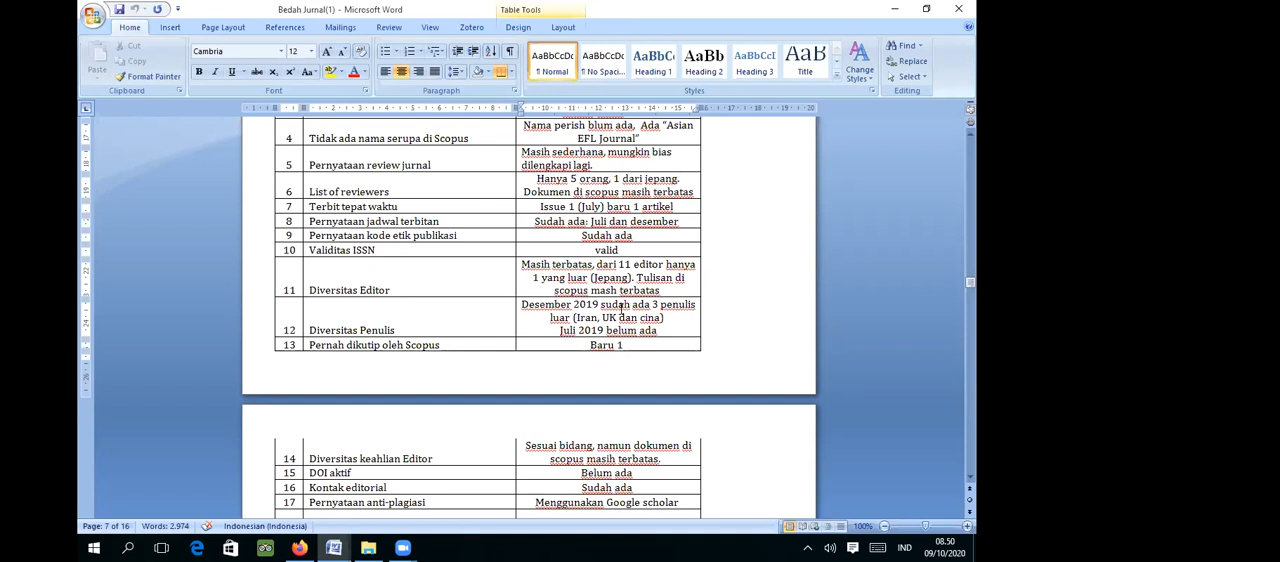 Bedah Jurnal(1) - Microsoft Word
Table Tools
Home Insert Page Layout References Mailings Review View Zotero Design Layout
Paste
Cut
Copy
Format Painter
Clipboard
Cambria 12
Font
Paragraph
AaBbCcDc AaBbCcDc AaBbC AaBb AaBbCcI AaB
¶ Normal ¶ No Spaci... Heading 1 Heading 2 Heading 3 Title
Change Styles
Styles
Find
Replace
Select
Editing
Nama perish blum ada, Ada “Asian
4 Tidak ada nama serupa di Scopus EFL Journal”
Masih sederhana, mungkin bias
5 Pernyataan review jurnal dilengkapi lagi.
Hanya 5 orang, 1 dari jepang.
6 List of reviewers Dokumen di scopus masih terbatas
7 Terbit tepat waktu Issue 1 (July) baru 1 artikel
8 Pernyataan jadwal terbitan Sudah ada: Juli dan desember
9 Pernyataan kode etik publikasi Sudah ada
10 Validitas ISSN valid
Masih terbatas, dari 11 editor hanya
1 yang luar (Jepang). Tulisan di
11 Diversitas Editor scopus mash terbatas
Desember 2019 sudah ada 3 penulis
luar (Iran, UK dan cina)
12 Diversitas Penulis Juli 2019 belum ada
13 Pernah dikutip oleh Scopus Baru 1
Sesuai bidang, namun dokumen di
14 Diversitas keahlian Editor scopus masih terbatas.
15 DOI aktif Belum ada
16 Kontak editorial Sudah ada
17 Pernyataan anti-plagiasi Menggunakan Google scholar
Page: 7 of 16 Words: 2.974 Indonesian (Indonesia) 100%
IND
08.50
09/10/2020